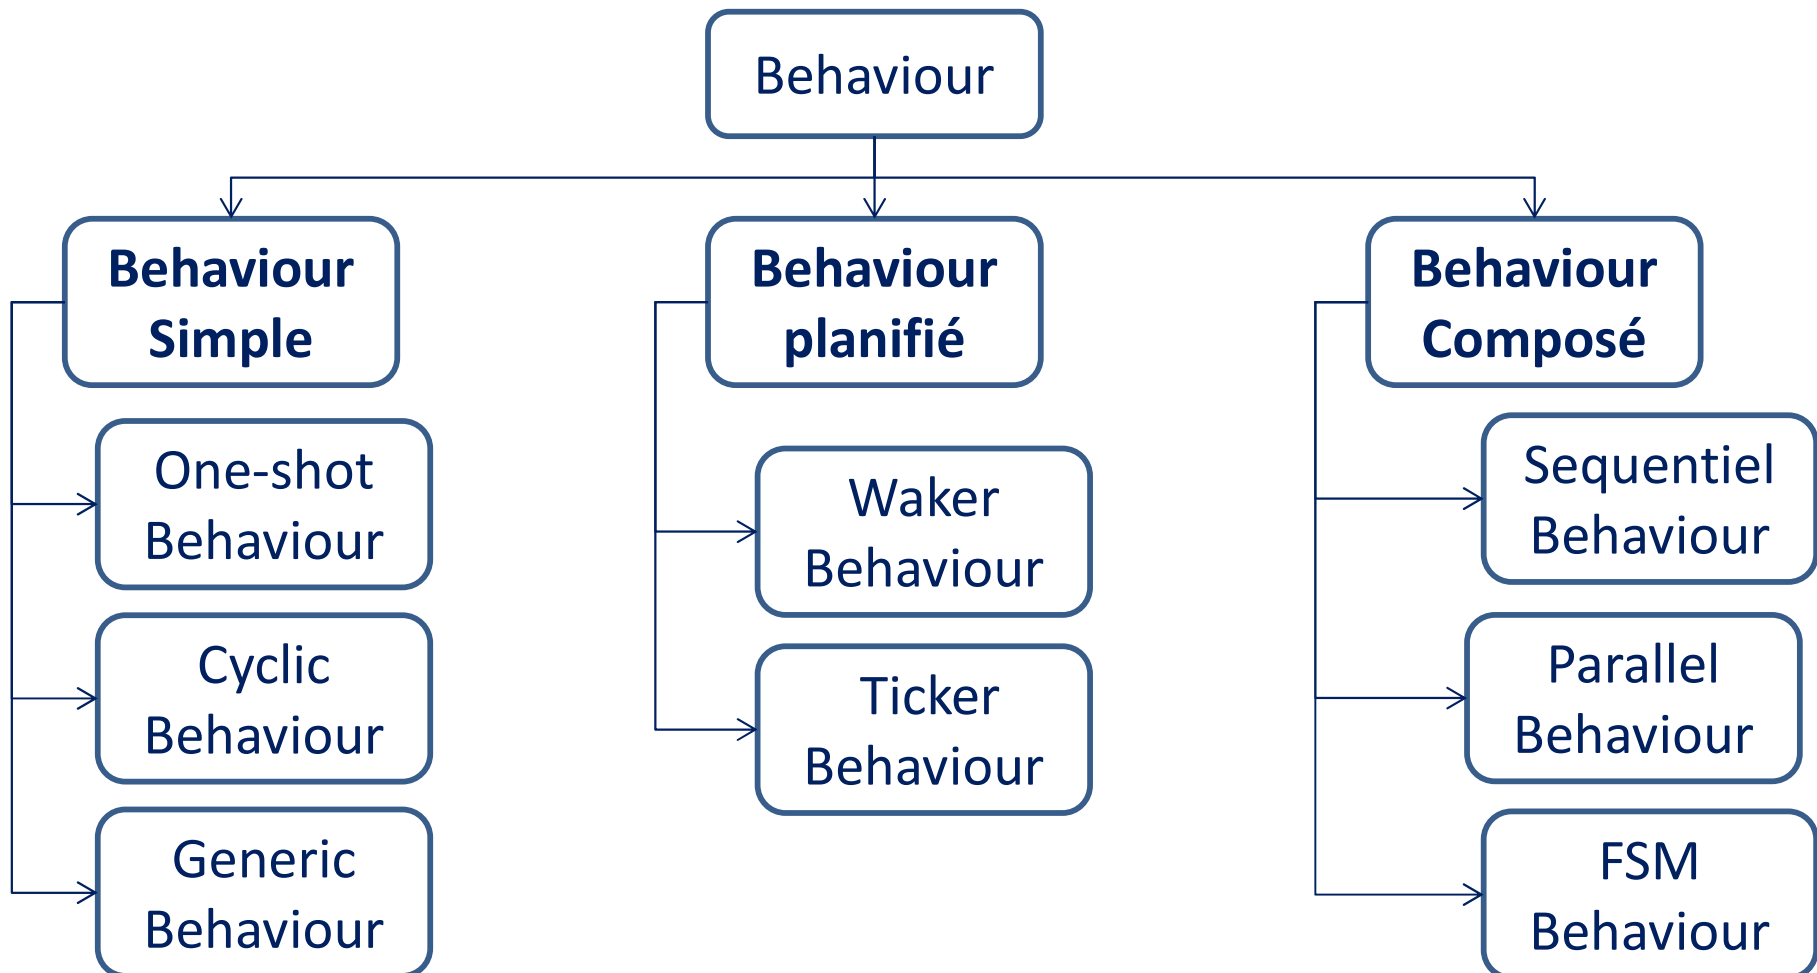 Behaviour
Behaviour
Simple
Behaviour
planifié
Behaviour
Composé
One-shot
Behaviour
Cyclic
Behaviour
Generic
Behaviour
Waker
Behaviour
Ticker
Behaviour
Sequentiel
Behaviour
Parallel
Behaviour
FSM
Behaviour